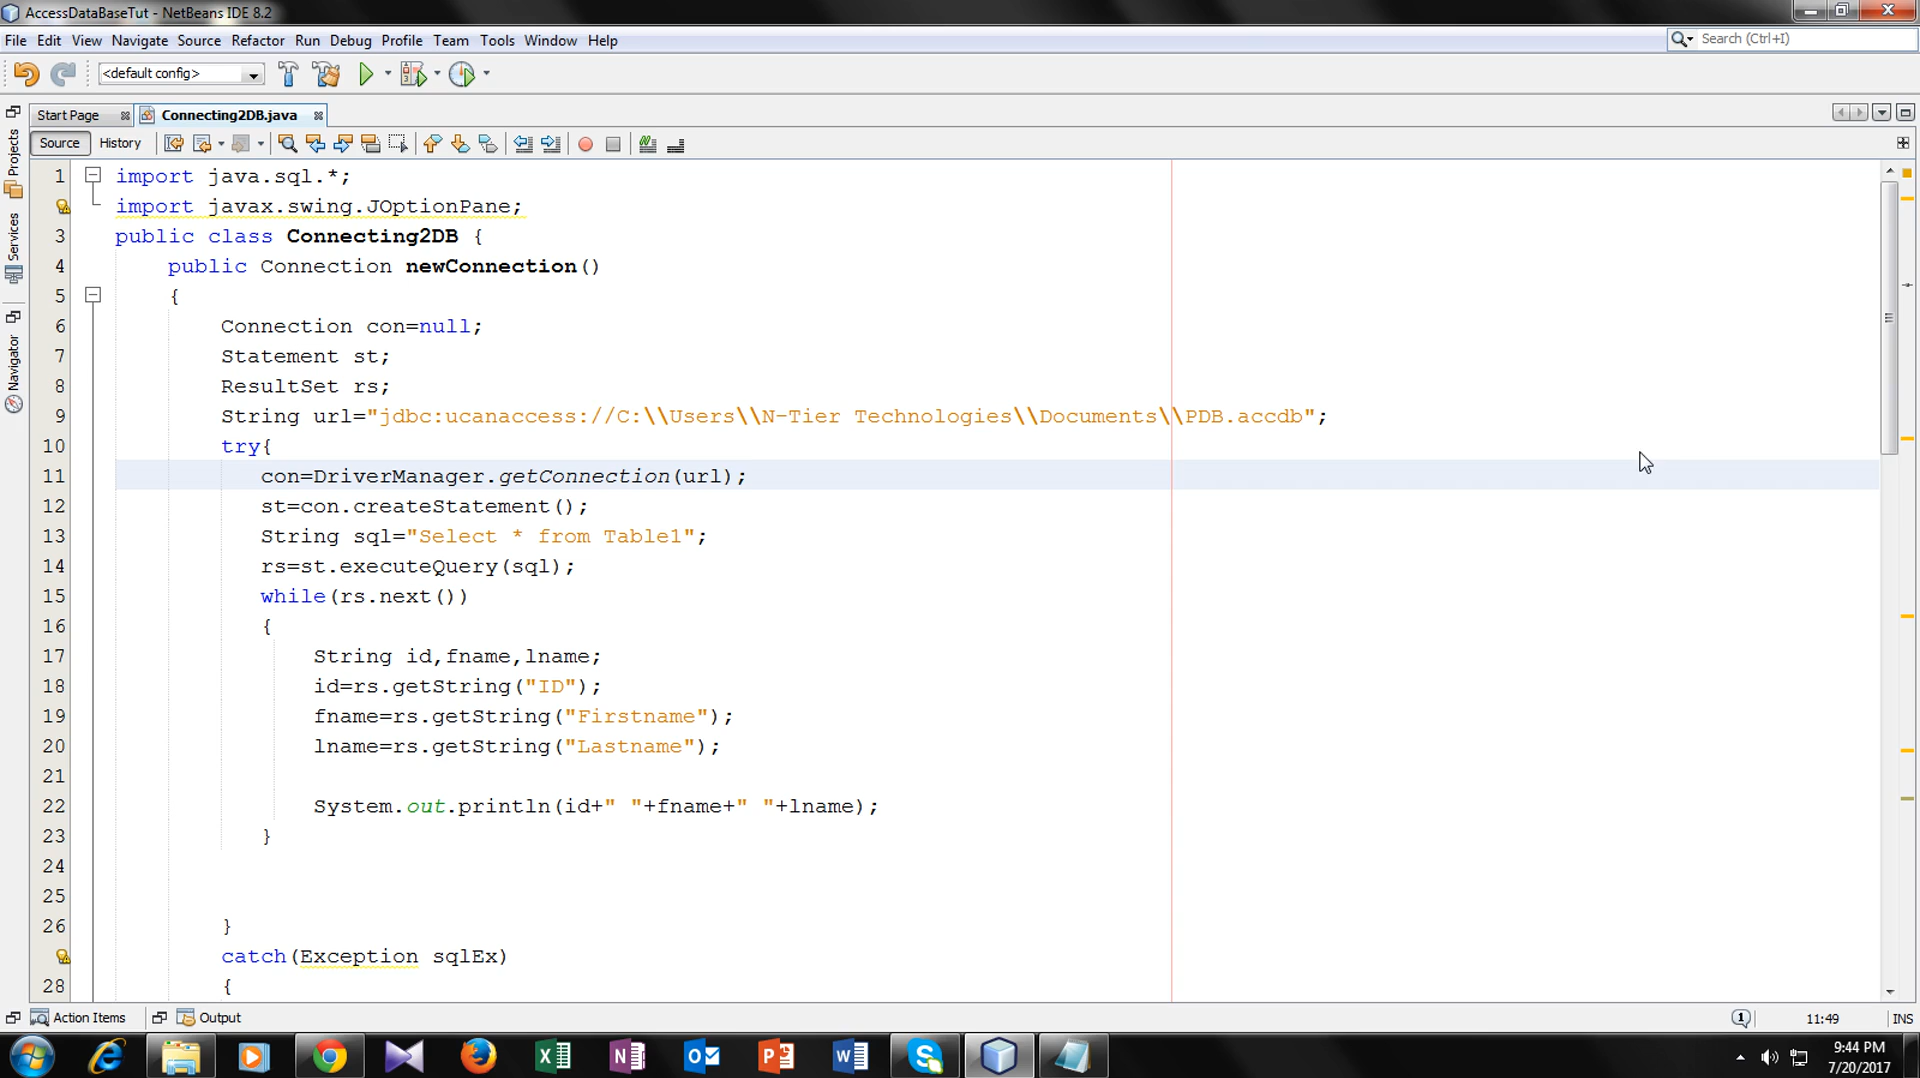 AccessDataBaseTut - NetBeans IDE 8.2
File Edit View Navigate Source Refactor Run Debug Profile Team Tools Window Help
Search (Ctrl+I)
<default config>
Start Page
Connecting2DB.java
Source
History
Projects
Services
Navigator
1 import java.sql.*;
import javax.swing.JOptionPane;
3 public class Connecting2DB {
4 public Connection newConnection()
5 {
6 Connection con=null;
7 Statement st;
8 ResultSet rs;
9 String url="jdbc:ucanaccess://C:\\Users\\N-Tier Technologies\\Documents\\PDB.accdb";
10 try{
11 con=DriverManager.getConnection(url);
12 st=con.createStatement();
13 String sql="Select * from Table1";
14 rs=st.executeQuery(sql);
15 while(rs.next())
16 {
17 String id,fname,lname;
18 id=rs.getString("ID");
19 fname=rs.getString("Firstname");
20 lname=rs.getString("Lastname");
21
22 System.out.println(id+" "+fname+" "+lname);
23 }
24
25
26 }
catch(Exception sqlEx)
28 {
Action Items
Output
1
11:49
INS
9:44 PM
7/20/2017